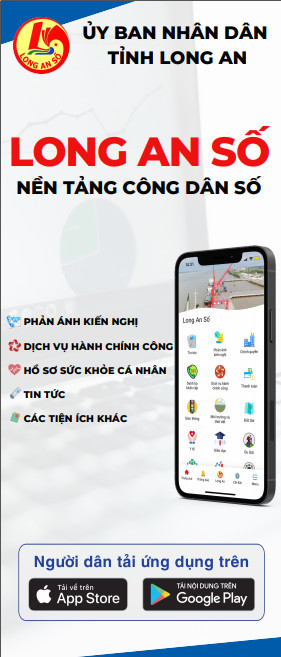 LONG AN SỐ
ỦY BAN NHÂN DÂN
TỈNH LONG AN
LONG AN SỐ
NỀN TẢNG CÔNG DÂN SỐ
PHẢN ÁNH KIẾN NGHỊ
DỊCH VỤ HÀNH CHÍNH CÔNG
HỒ SƠ SỨC KHỎE CÁ NHÂN
TIN TỨC
CÁC TIỆN ÍCH KHÁC
Long An Số
Người dân tải ứng dụng trên
Tải về trên
App Store
TẢI NỘI DUNG TRÊN
Google Play